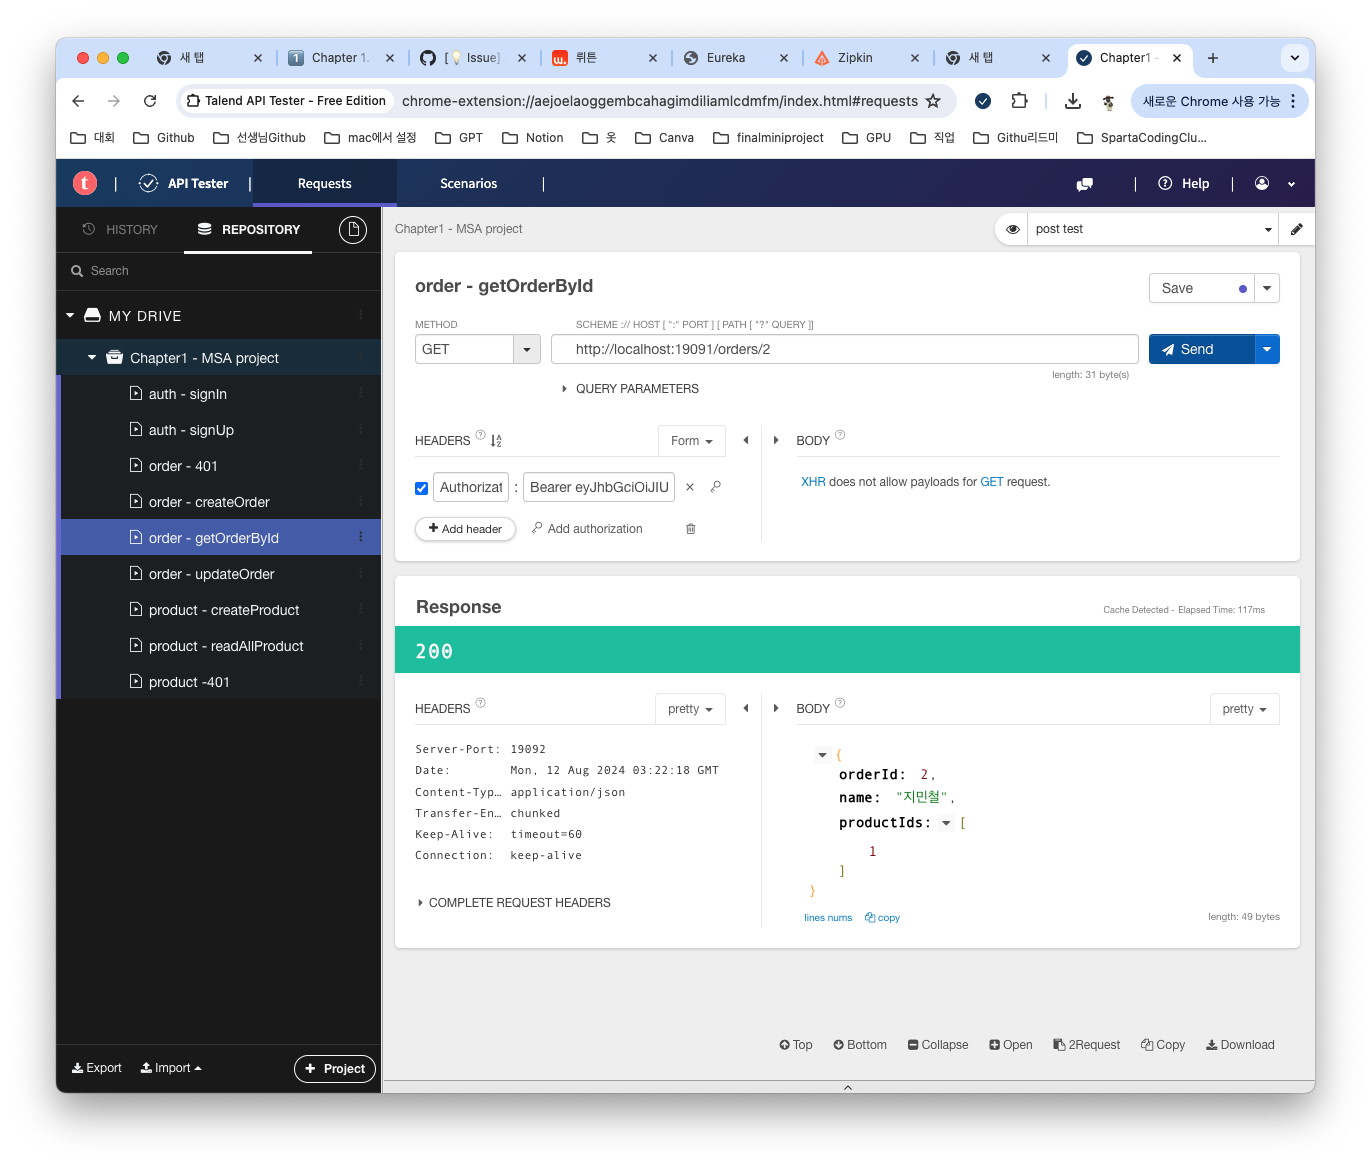 새 탭
Chapter 1.
[💡 Issue]
뤼튼
Eureka
Zipkin
새 탭
Chapter1 -
Talend API Tester - Free Edition
chrome-extension://aejoelaoggembcahagimdiliamlcdmfm/index.html#requests
새로운 Chrome 사용 가능
대회
Github
선생님Github
mac에서 설정
GPT
Notion
옷
Canva
finalminiproject
GPU
직업
Githu리드미
SpartaCodingClu...
t
API Tester
Requests
Scenarios
Help
HISTORY
REPOSITORY
Search
MY DRIVE
Chapter1 - MSA project
auth - signIn
auth - signUp
order - 401
order - createOrder
order - getOrderById
order - updateOrder
product - createProduct
product - readAllProduct
product -401
Export
Import
+ Project
Chapter1 - MSA project
post test
order - getOrderById
Save
METHOD
SCHEME :// HOST [ ":" PORT ] [ PATH [ "?" QUERY ]]
GET
http://localhost:19091/orders/2
Send
length: 31 byte(s)
QUERY PARAMETERS
HEADERS
Form
BODY
Authorizat : Bearer eyJhbGciOiJIU
XHR does not allow payloads for GET request.
+ Add header
Add authorization
Response
Cache Detected - Elapsed Time: 117ms
200
HEADERS
pretty
BODY
pretty
Server-Port: 19092
Date: Mon, 12 Aug 2024 03:22:18 GMT
Content-Typ... application/json
Transfer-En... chunked
Keep-Alive: timeout=60
Connection: keep-alive
COMPLETE REQUEST HEADERS
{
orderId: 2,
name: "지민철",
productIds: [
1
]
}
lines nums
copy
length: 49 bytes
Top
Bottom
Collapse
Open
2Request
Copy
Download